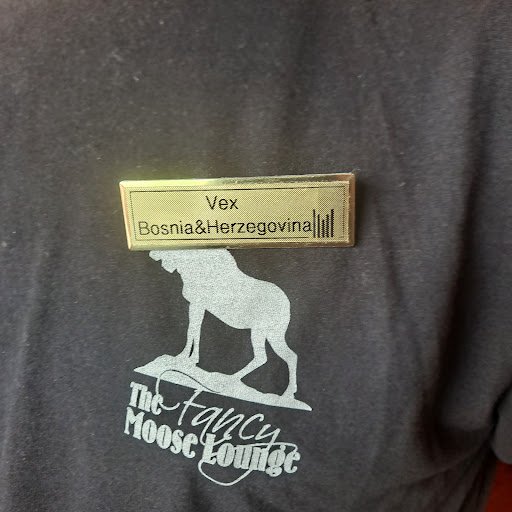 Vex
Bosnia&Herzegovina
The Fancy
Moose Lounge